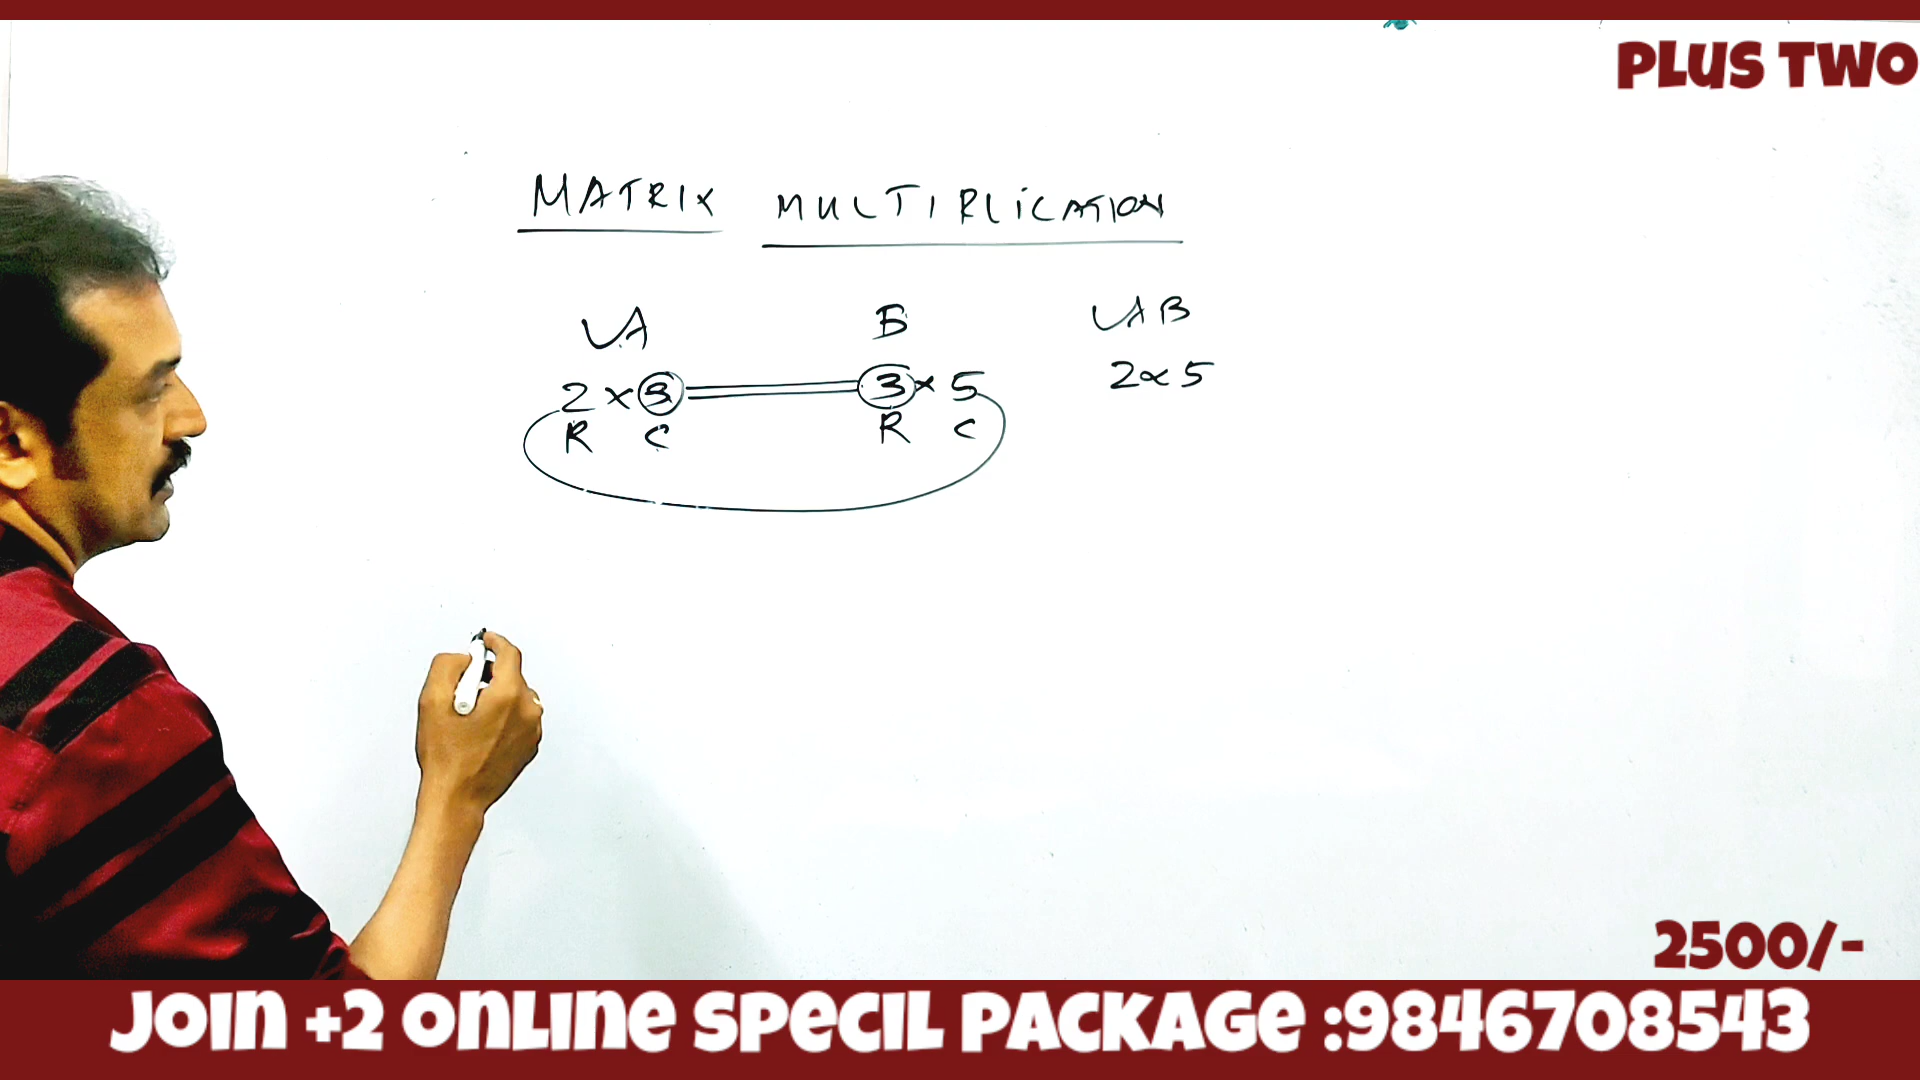 PLUS TWO
MATRIX MULTIPLICATION
A B AB
2 × 3 3 × 5 2 × 5
R C R C
2500/-
JOIN +2 ONLINE SPECIL PACKAGE :9846708543